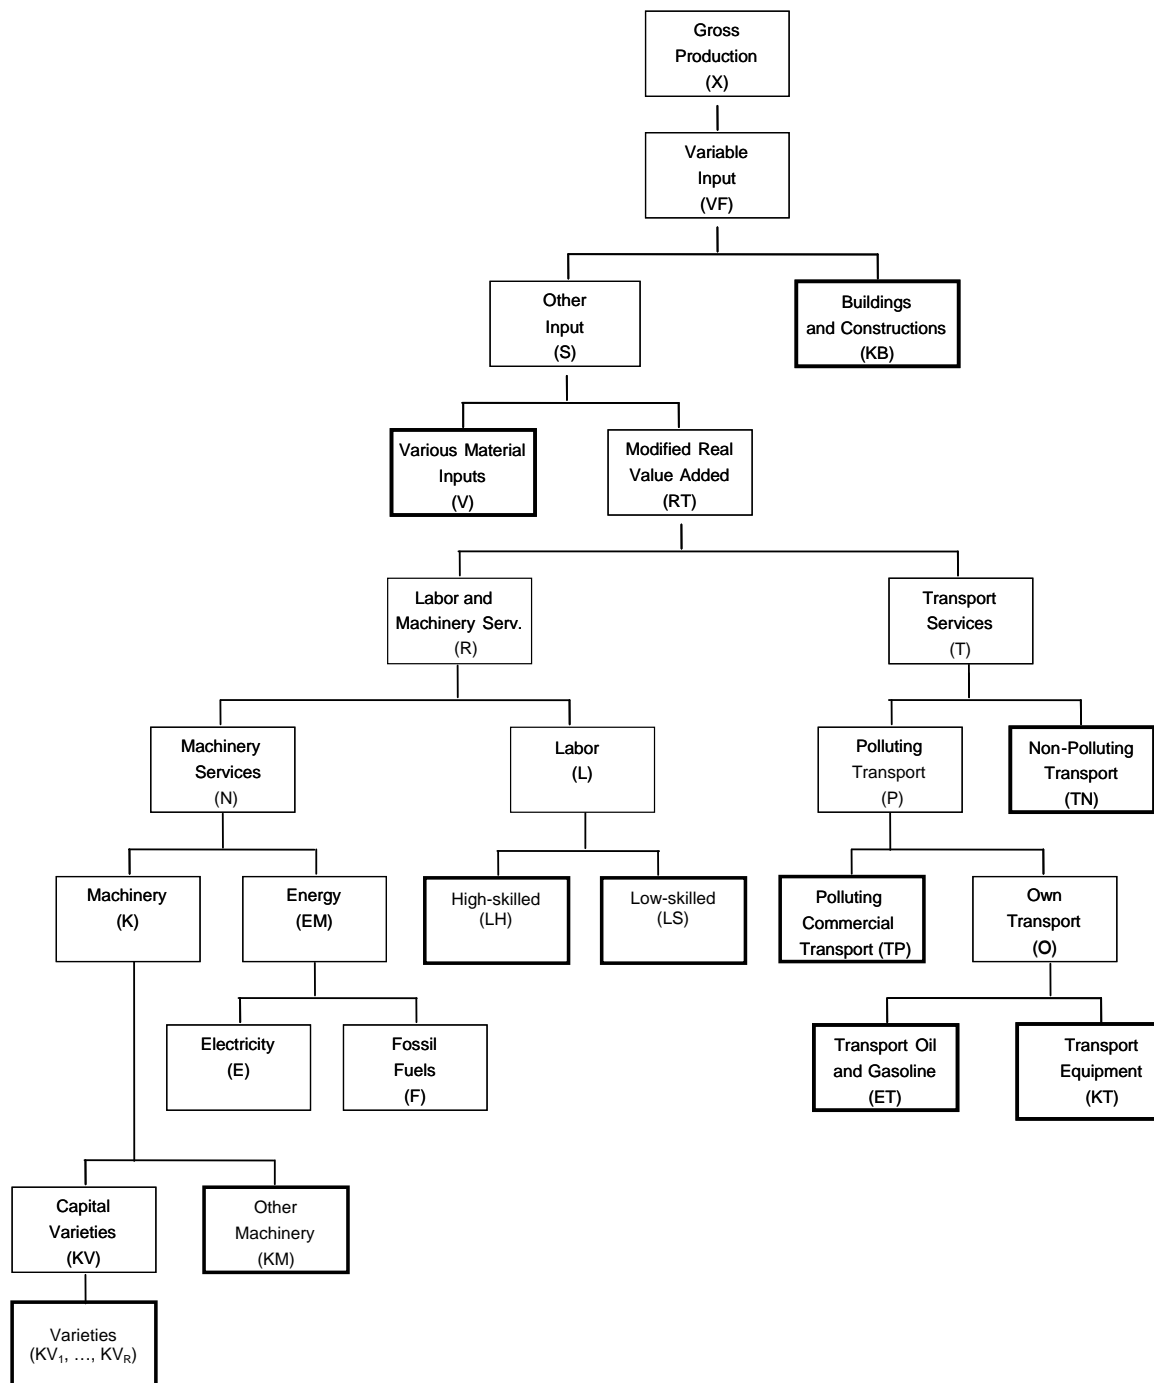 Gross
Production
(X)
Variable
Input
(VF)
Other
Input
(S)
Buildings
and Constructions
(KB)
Various Material
Inputs
(V)
Modified Real
Value Added
(RT)
Labor and
Machinery Serv.
(R)
Transport
Services
(T)
Machinery
Services
(N)
Labor
(L)
Polluting
Transport
(P)
Non-Polluting
Transport
(TN)
Machinery
(K)
Energy
(EM)
High-skilled
(LH)
Low-skilled
(LS)
Polluting
Commercial
Transport (TP)
Own
Transport
(O)
Electricity
(E)
Fossil
Fuels
(F)
Transport Oil
and Gasoline
(ET)
Transport
Equipment
(KT)
Capital
Varieties
(KV)
Other
Machinery
(KM)
Varieties
(KV₁, …, KVR)